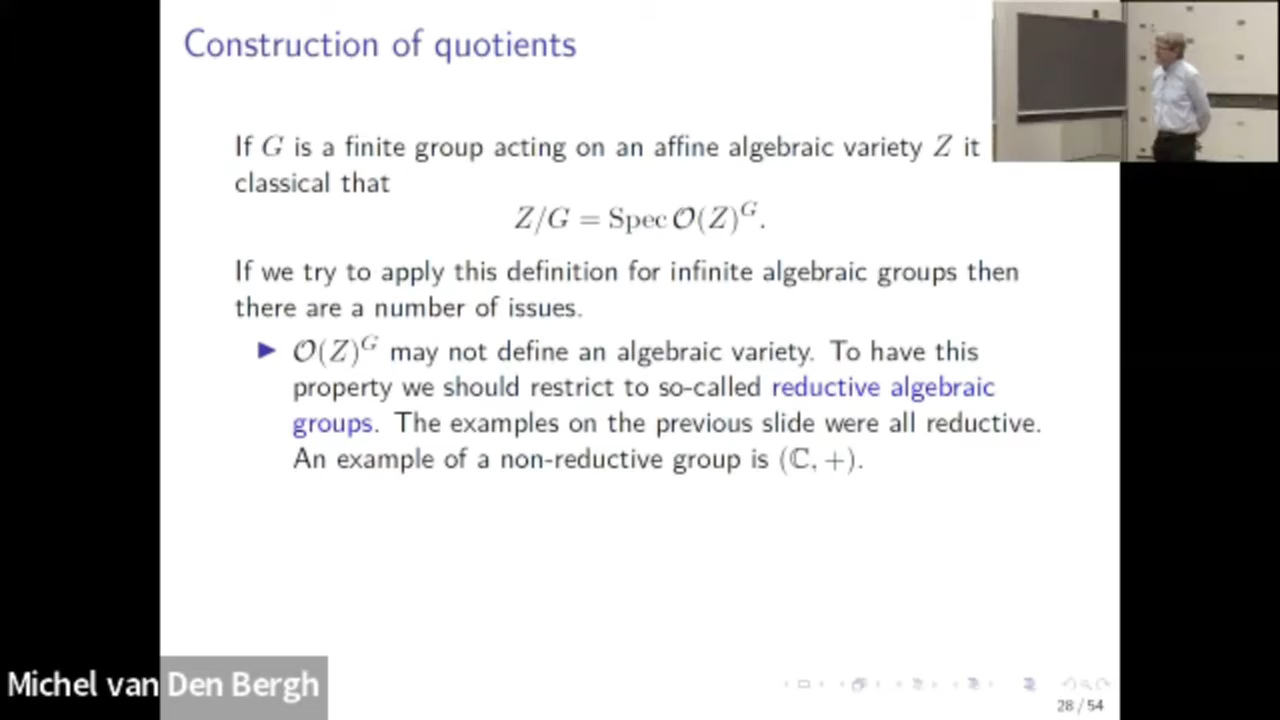 Construction of quotients
If G is a finite group acting on an affine algebraic variety Z it
classical that
Z/G = Spec 𝒪(Z)^G.
If we try to apply this definition for infinite algebraic groups then
there are a number of issues.
▶ 𝒪(Z)^G may not define an algebraic variety. To have this
property we should restrict to so-called reductive algebraic
groups. The examples on the previous slide were all reductive.
An example of a non-reductive group is (ℂ, +).
Michel van Den Bergh
28 / 54